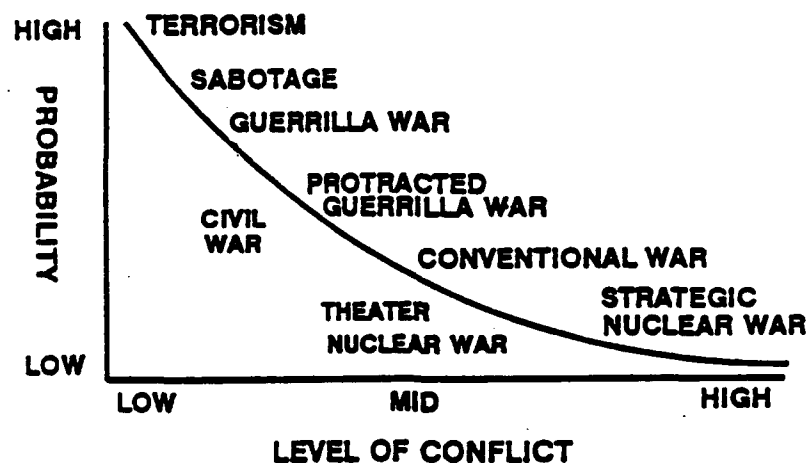 HIGH
TERRORISM
SABOTAGE
GUERRILLA WAR
PROBABILITY
PROTRACTED
GUERRILLA WAR
CIVIL
WAR
CONVENTIONAL WAR
THEATER
NUCLEAR WAR
STRATEGIC
NUCLEAR WAR
LOW
LOW
MID
HIGH
LEVEL OF CONFLICT